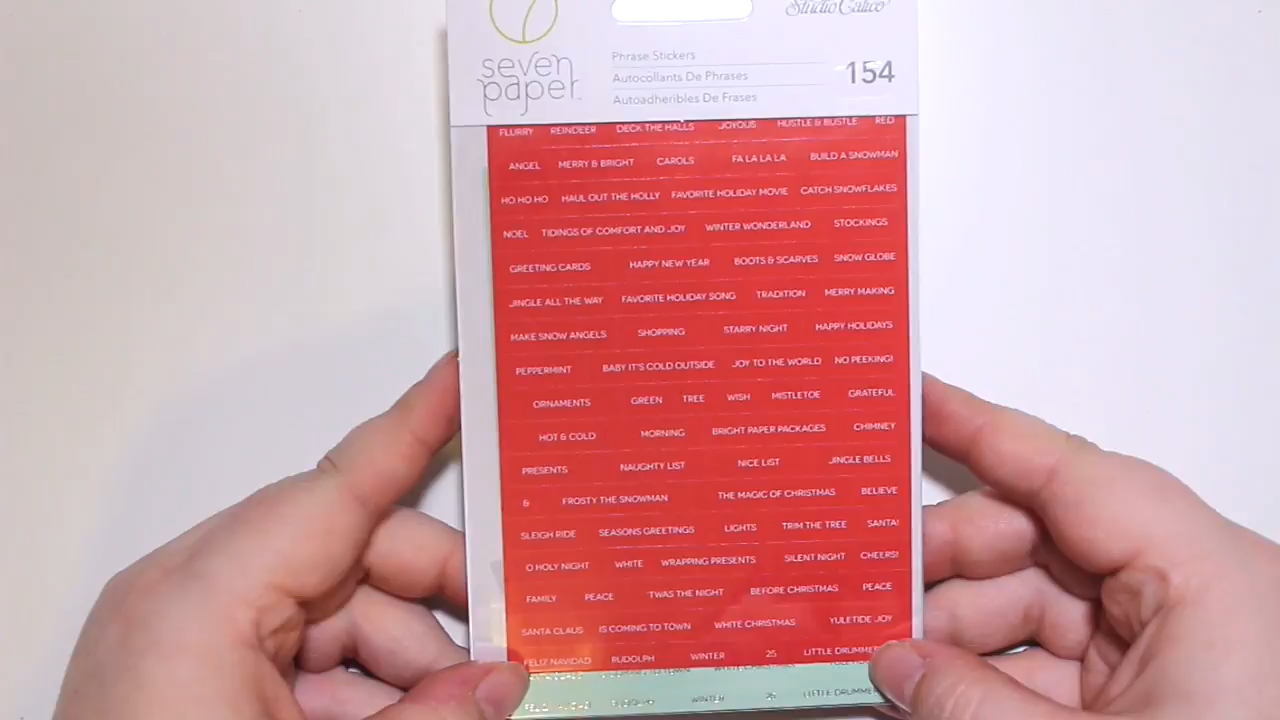 Studio Calico
seven
paper
Phrase Stickers
Autocollants De Phrases
Autoadheribles De Frases
154
FLURRY REINDEER DECK THE HALLS JOYOUS HUSTLE & BUSTLE RED
ANGEL MERRY & BRIGHT CAROLS FA LA LA LA BUILD A SNOWMAN
HO HO HO HAUL OUT THE HOLLY FAVORITE HOLIDAY MOVIE CATCH SNOWFLAKES
NOEL TIDINGS OF COMFORT AND JOY WINTER WONDERLAND STOCKINGS
GREETING CARDS HAPPY NEW YEAR BOOTS & SCARVES SNOW GLOBE
JINGLE ALL THE WAY FAVORITE HOLIDAY SONG TRADITION MERRY MAKING
MAKE SNOW ANGELS SHOPPING STARRY NIGHT HAPPY HOLIDAYS
PEPPERMINT BABY IT'S COLD OUTSIDE JOY TO THE WORLD NO PEEKING!
ORNAMENTS GREEN TREE WISH MISTLETOE GRATEFUL
HOT & COLD MORNING BRIGHT PAPER PACKAGES CHIMNEY
PRESENTS NAUGHTY LIST NICE LIST JINGLE BELLS
& FROSTY THE SNOWMAN THE MAGIC OF CHRISTMAS BELIEVE
SLEIGH RIDE SEASONS GREETINGS LIGHTS TRIM THE TREE SANTA!
O HOLY NIGHT WHITE WRAPPING PRESENTS SILENT NIGHT CHEERS!
FAMILY PEACE 'TWAS THE NIGHT BEFORE CHRISTMAS PEACE
SANTA CLAUS IS COMING TO TOWN WHITE CHRISTMAS YULETIDE JOY
FELIZ NAVIDAD RUDOLPH WINTER 25 LITTLE DRUMMER
FELIZ NAVIDAD RUDOLPH WINTER 25 LITTLE DRUMMER